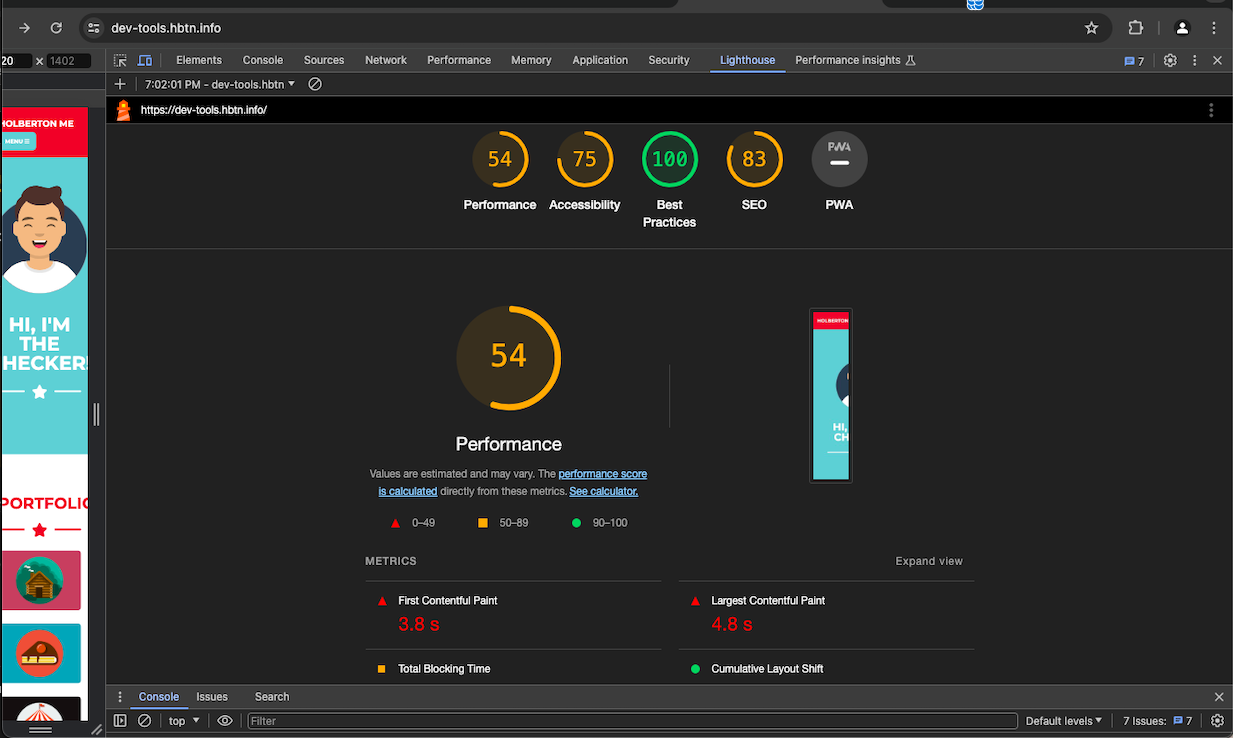 dev-tools.hbtn.info
20 × 1402
Elements Console Sources Network Performance Memory Application Security Lighthouse Performance insights 7
7:02:01 PM - dev-tools.hbtn
https://dev-tools.hbtn.info/
HOLBERTON ME
MENU
HI, I'M
THE
HECKER!
PORTFOLIO
54 75 100 83 PWA
Performance Accessibility Best SEO PWA
Practices
54
Performance
Values are estimated and may vary. The performance score
is calculated directly from these metrics. See calculator.
0–49 50–89 90–100
HOLBERTON
HI,
CH
METRICS Expand view
First Contentful Paint Largest Contentful Paint
3.8 s 4.8 s
Total Blocking Time Cumulative Layout Shift
Console Issues Search
top Filter Default levels 7 Issues: 7